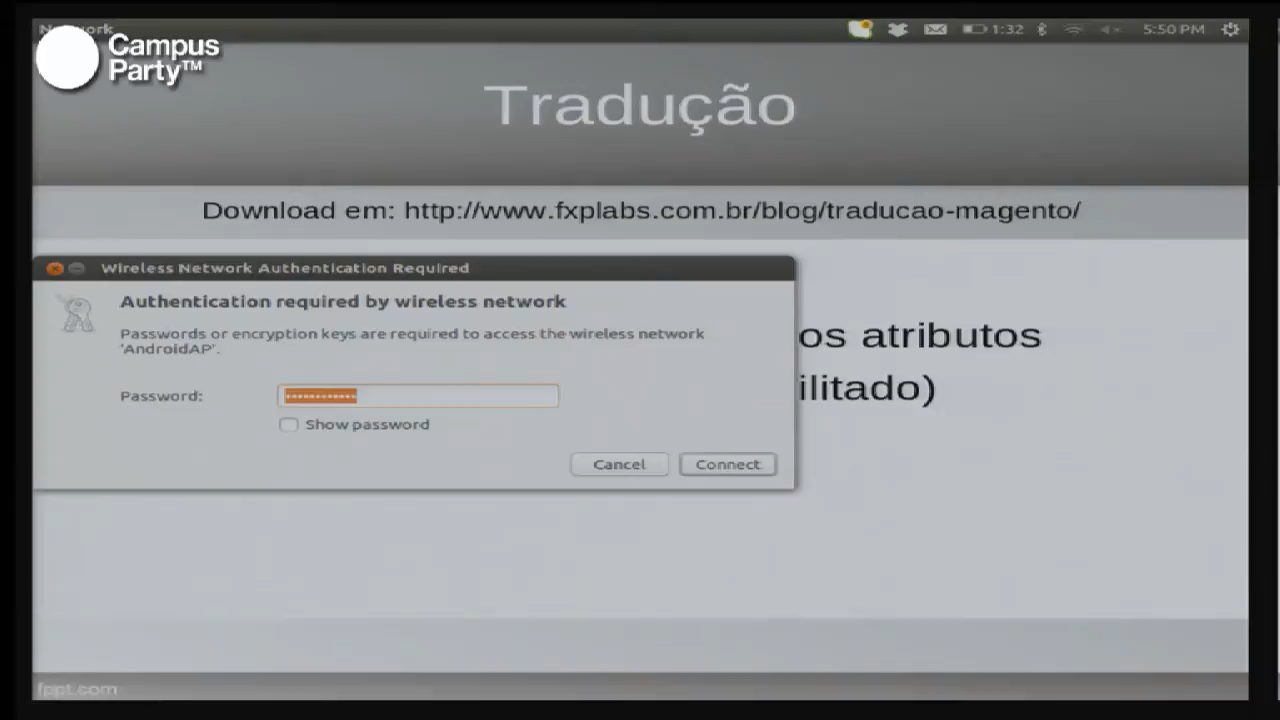 1:32
5:50 PM
Campus
Party™
Tradução
Download em: http://www.fxplabs.com.br/blog/traducao-magento/
Wireless Network Authentication Required
Authentication required by wireless network
Passwords or encryption keys are required to access the wireless network
'AndroidAP'.
os atributos
ilitado)
Password:
Show password
Cancel
Connect
fppt.com